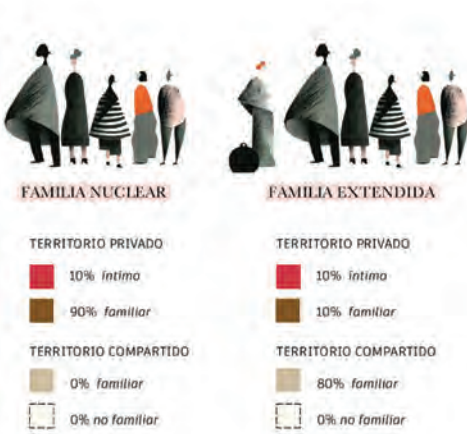 FAMILIA NUCLEAR
TERRITORIO PRIVADO
10% íntimo
90% familiar
TERRITORIO COMPARTIDO
0% familiar
0% no familiar
FAMILIA EXTENDIDA
TERRITORIO PRIVADO
10% íntimo
10% familiar
TERRITORIO COMPARTIDO
80% familiar
0% no familiar